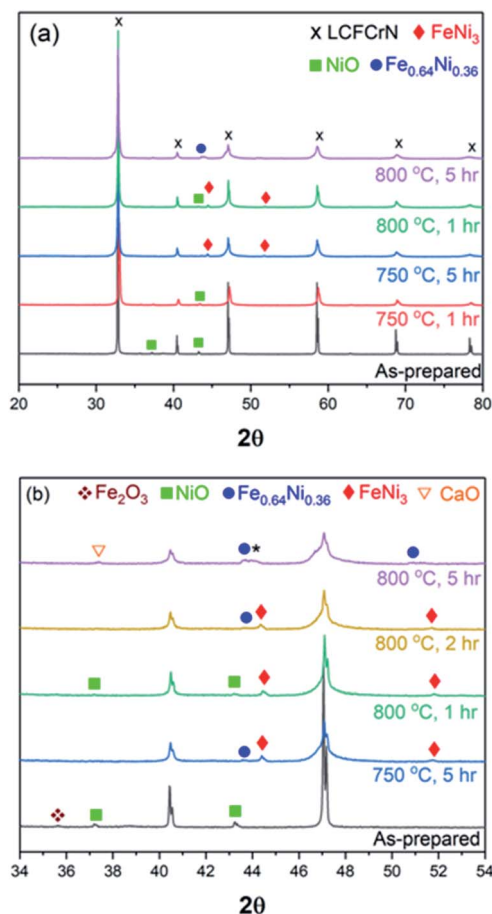 (a)
x LCFCrN ♦ FeNi₃
■ NiO ● Fe₀.₆₄Ni₀.₃₆
x
x
x
x
x
x
800 °C, 5 hr
800 °C, 1 hr
750 °C, 5 hr
750 °C, 1 hr
As-prepared
20 30 40 50 60 70 80
2θ
(b) Fe₂O₃ ■ NiO ● Fe₀.₆₄Ni₀.₃₆ ♦ FeNi₃ ▽ CaO
*
800 °C, 5 hr
800 °C, 2 hr
800 °C, 1 hr
750 °C, 5 hr
As-prepared
34 36 38 40 42 44 46 48 50 52 54
2θ